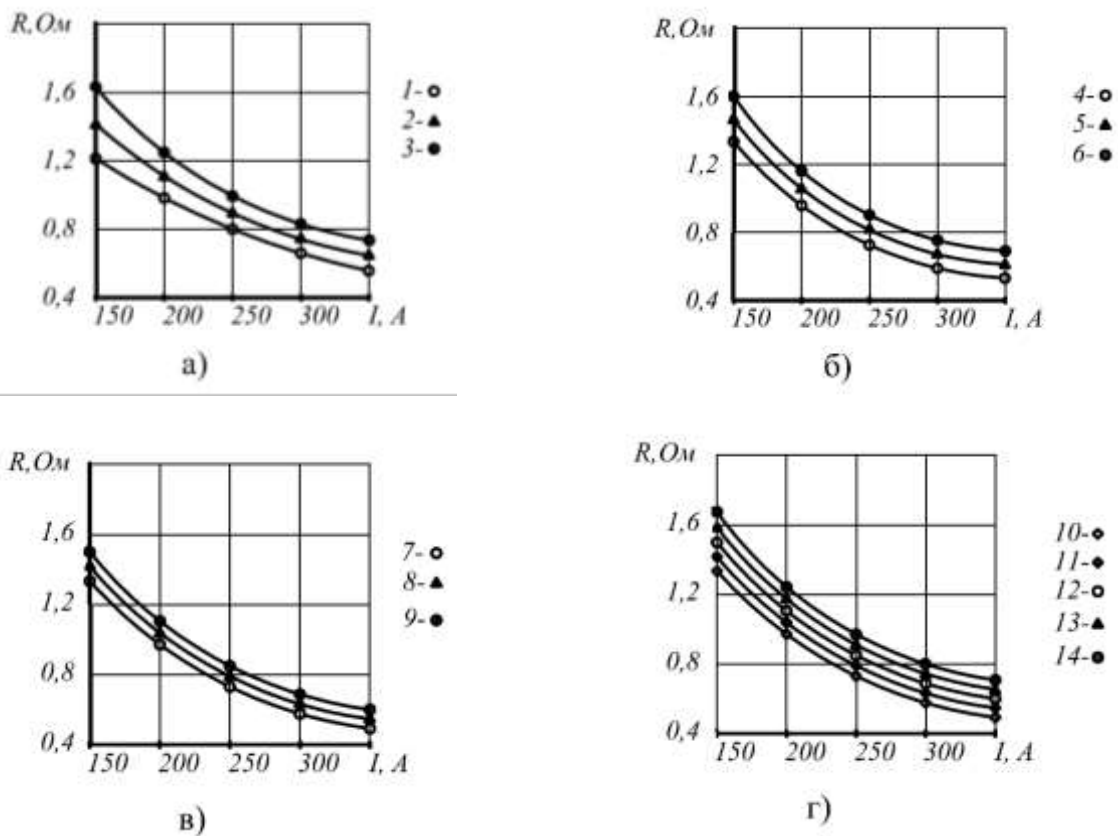 R,Ом
1,6
1,2
0,8
0,4
150 200 250 300 I, А
1-
2-
3-
а)
R,Ом
1,6
1,2
0,8
0,4
150 200 250 300 I, А
4-
5-
6-
б)
R,Ом
1,6
1,2
0,8
0,4
150 200 250 300 I, А
7-
8-
9-
в)
R,Ом
1,6
1,2
0,8
0,4
150 200 250 300 I, А
10-
11-
12-
13-
14-
г)